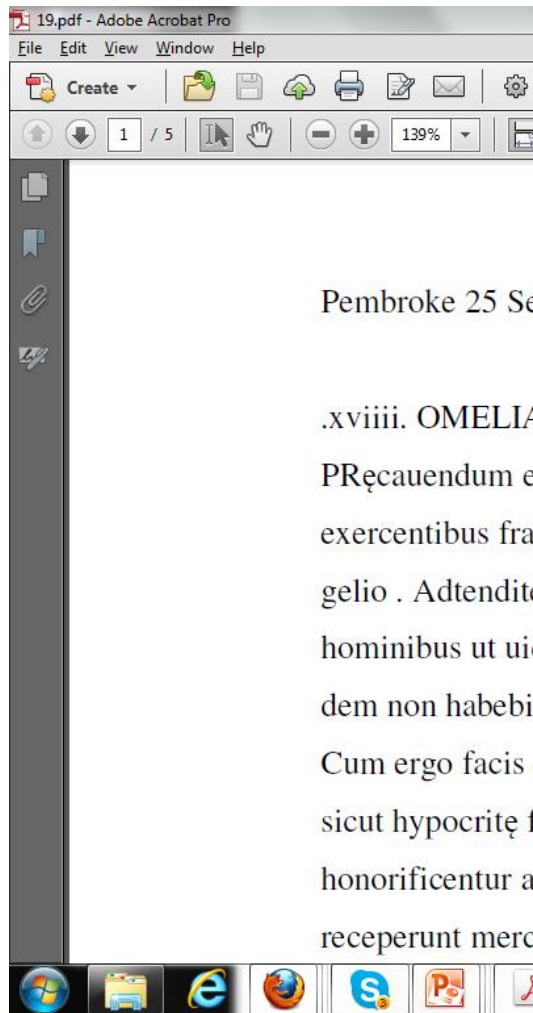 19.pdf - Adobe Acrobat Pro
File Edit View Window Help
Create
1 / 5 139%
Pembroke 25 Se
.xviiii. OMELIA
PRęcauendum e
exercentibus fra
gelio . Adtendite
hominibus ut uic
dem non habebi
Cum ergo facis
sicut hypocritę f
honorificentur a
receperunt merc